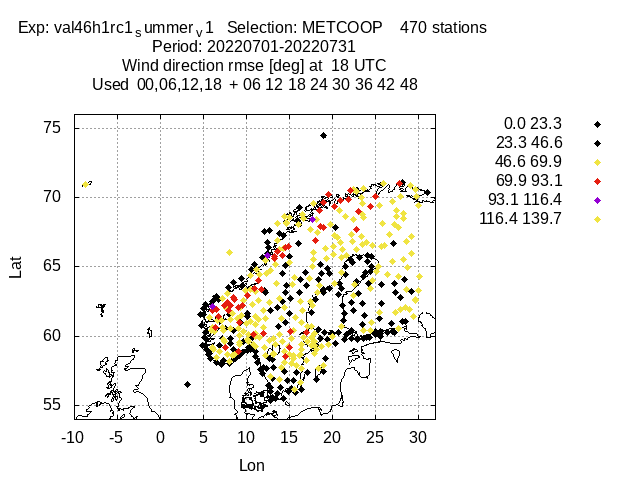 Exp: val46h1rc1summerv1   Selection: METCOOP    470 stations
Period: 20220701-20220731
Wind direction rmse [deg] at  18 UTC
Used  00,06,12,18  + 06 12 18 24 30 36 42 48
0.0 23.3
23.3 46.6
46.6 69.9
69.9 93.1
93.1 116.4
116.4 139.7
75
70
65
60
55
Lat
-10 -5 0 5 10 15 20 25 30
Lon